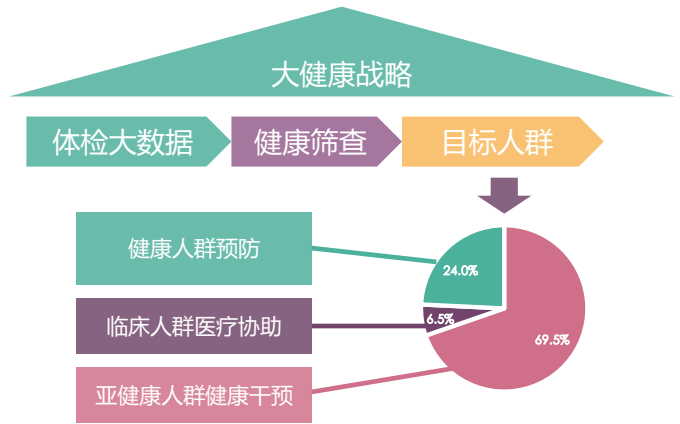 大健康战略
体检大数据
健康筛查
目标人群
健康人群预防
24.0%
临床人群医疗协助
6.5%
69.5%
亚健康人群健康干预